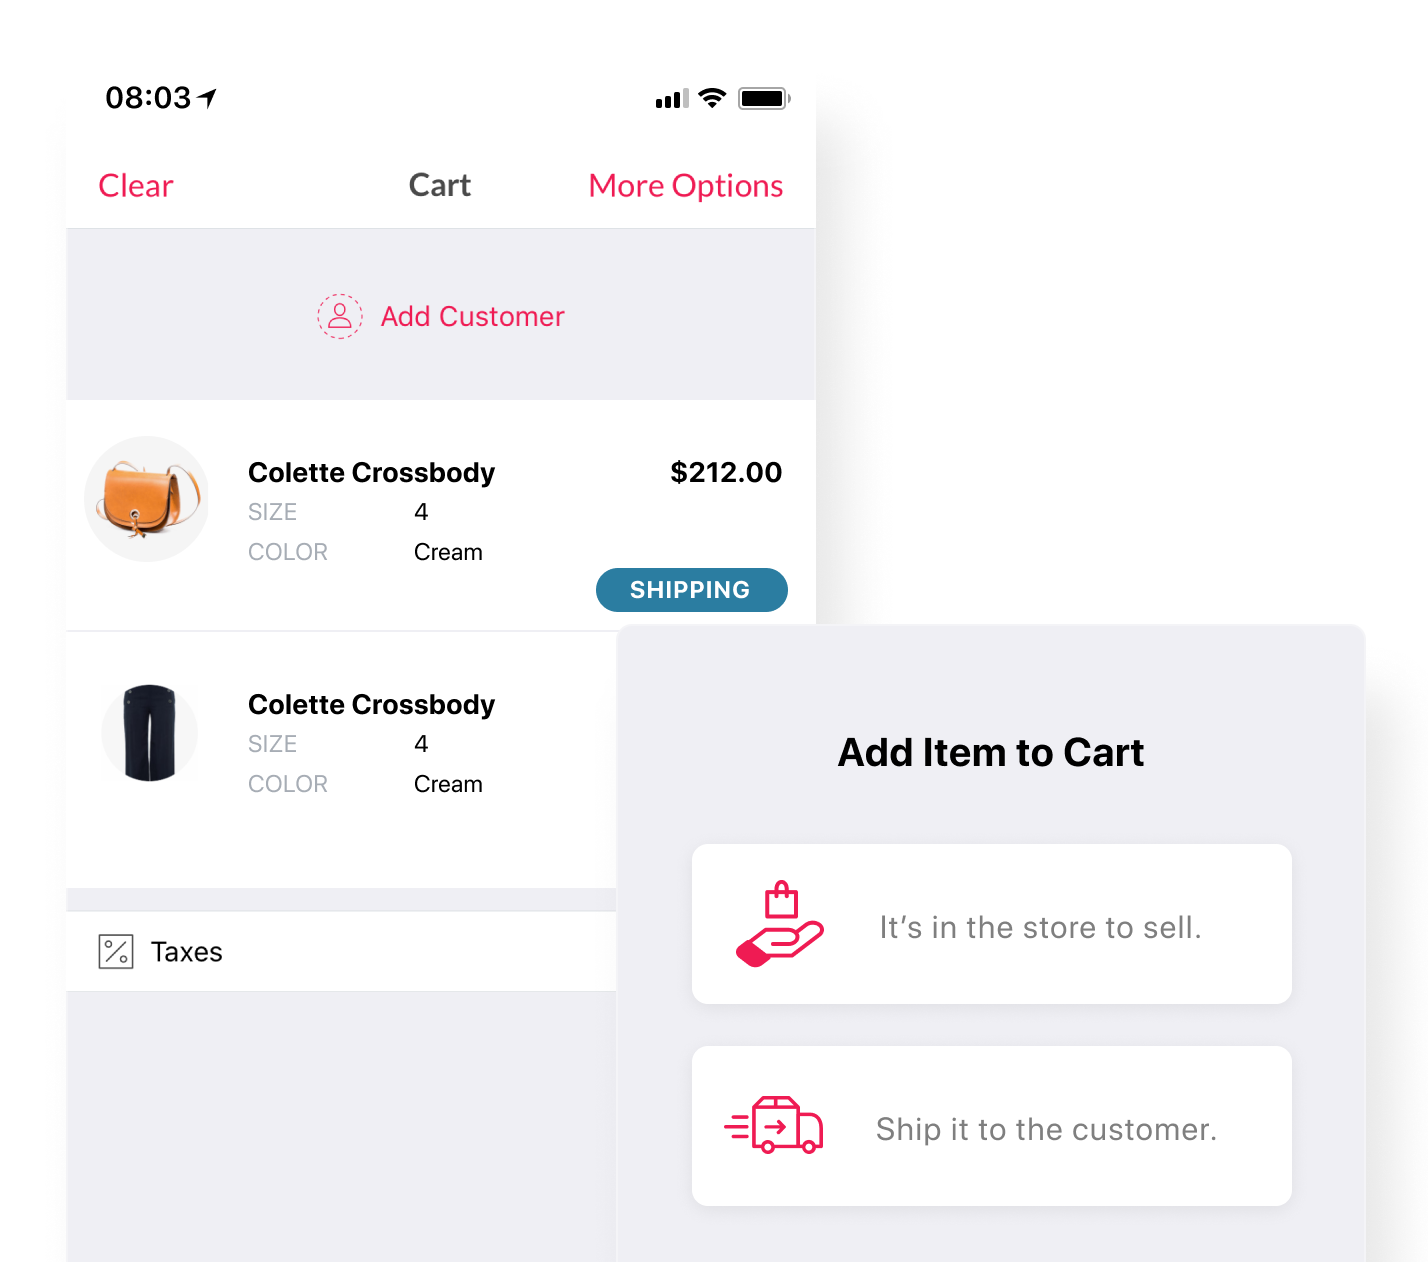 08:03
Clear Cart More Options
Add Customer
Colette Crossbody $212.00
SIZE 4
COLOR Cream
SHIPPING
Colette Crossbody
SIZE 4
COLOR Cream
Taxes
Add Item to Cart
It’s in the store to sell.
Ship it to the customer.